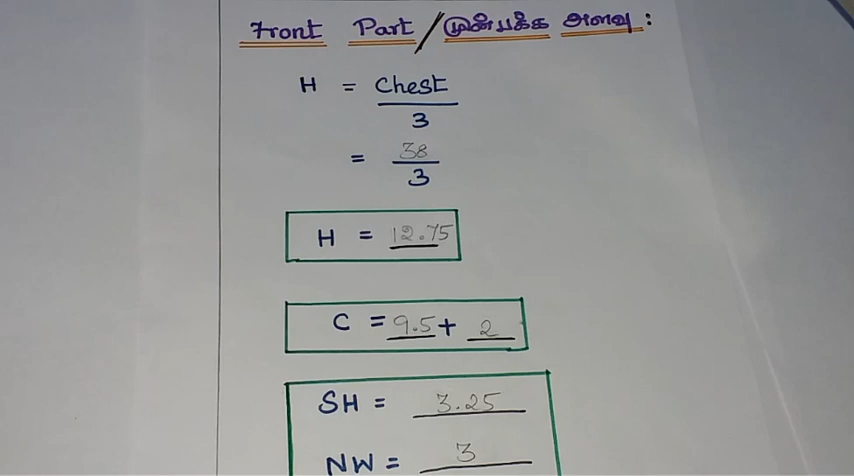 Front Part / முன்பக்க அளவு :
H = Chest
3
= 38
3
H = 12.75
C = 9.5 + 2
SH = 3.25
NW = 3